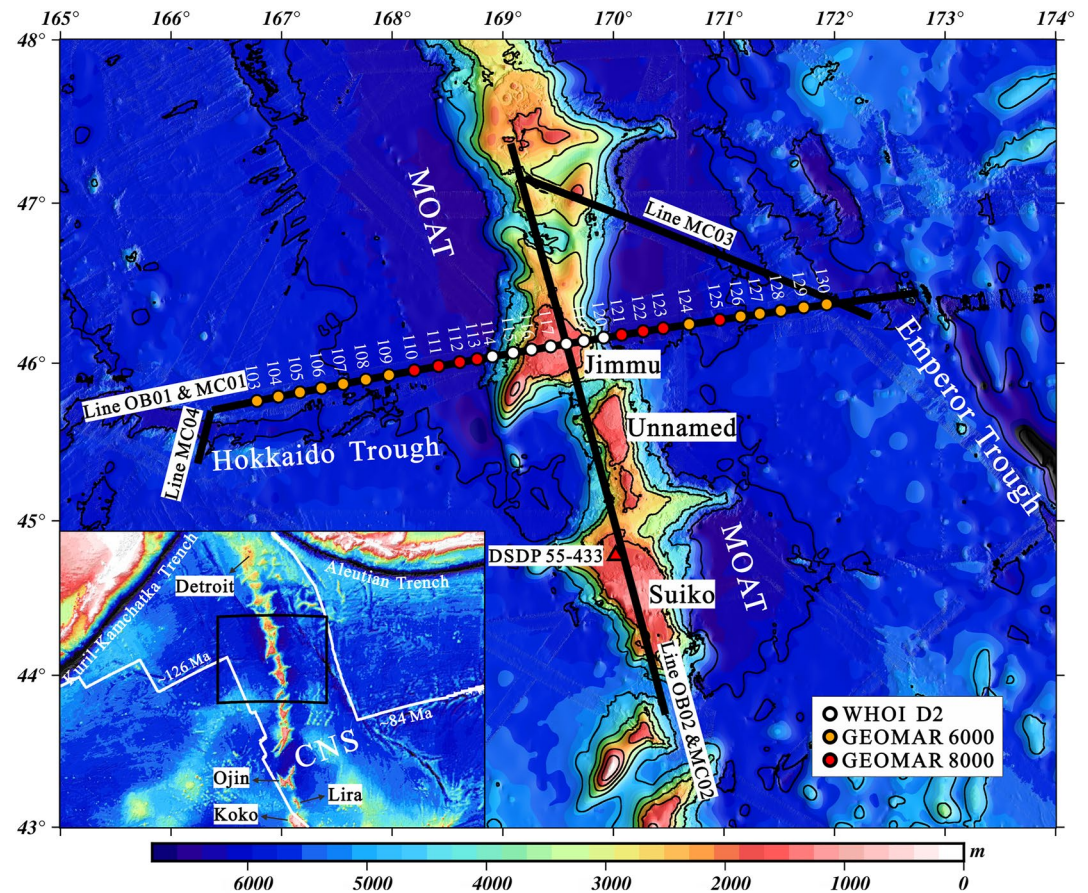 165° 166° 167° 168° 169° 170° 171° 172° 173° 174°
48°
47°
46°
45°
44°
43°
MOAT
Line MC03
103 104 105 106 107 108 109 110 111 112 113 114 115 116 117 120 121 122 123 124 125 126 127 128 129 130
Line OB01 & MC01
Line MC04
Hokkaido Trough
Jimmu
Unnamed
Emperor Trough
DSDP 55-433
MOAT
Suiko
Line OB02 & MC02
Detroit
Kuril Kamchatka Trench
Aleutian Trench
~126 Ma
~84 Ma
CNS
Ojin
Lira
Koko
WHOI D2
GEOMAR 6000
GEOMAR 8000
6000 5000 4000 3000 2000 1000 0
m